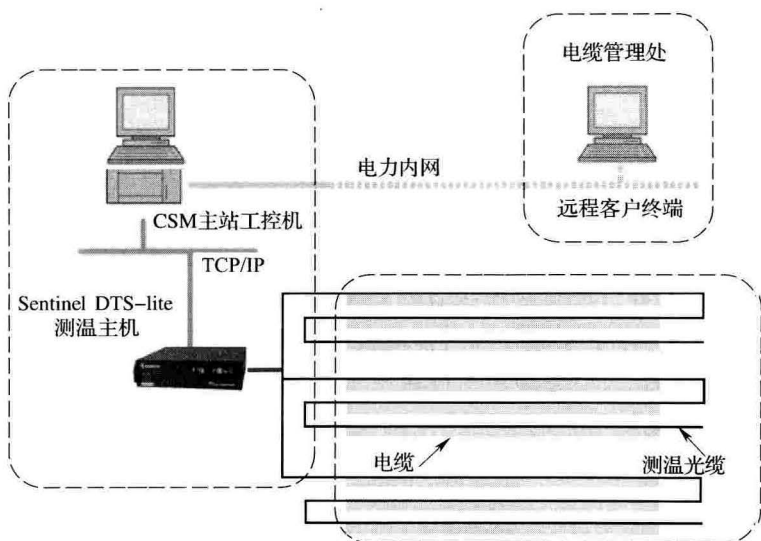 电缆管理处
电力内网
远程客户终端
CSM主站工控机
TCP/IP
Sentinel DTS-lite
测温主机
电缆
测温光缆